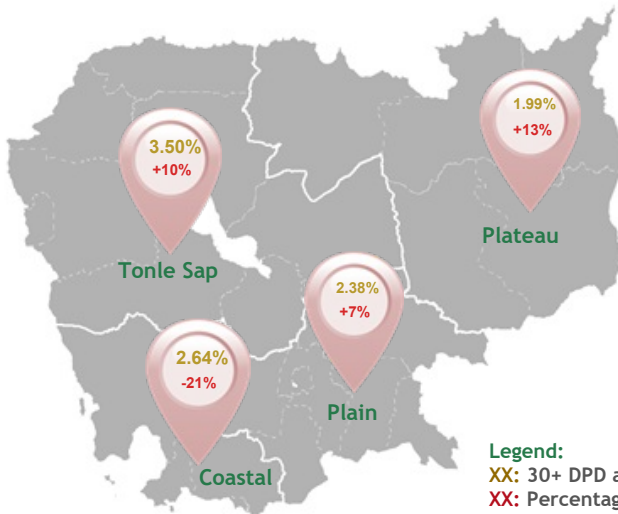 1.99%
+13%
Plateau
3.50%
+10%
Tonle Sap
2.38%
+7%
Plain
2.64%
-21%
Coastal
Legend:
XX: 30+ DPD
XX: